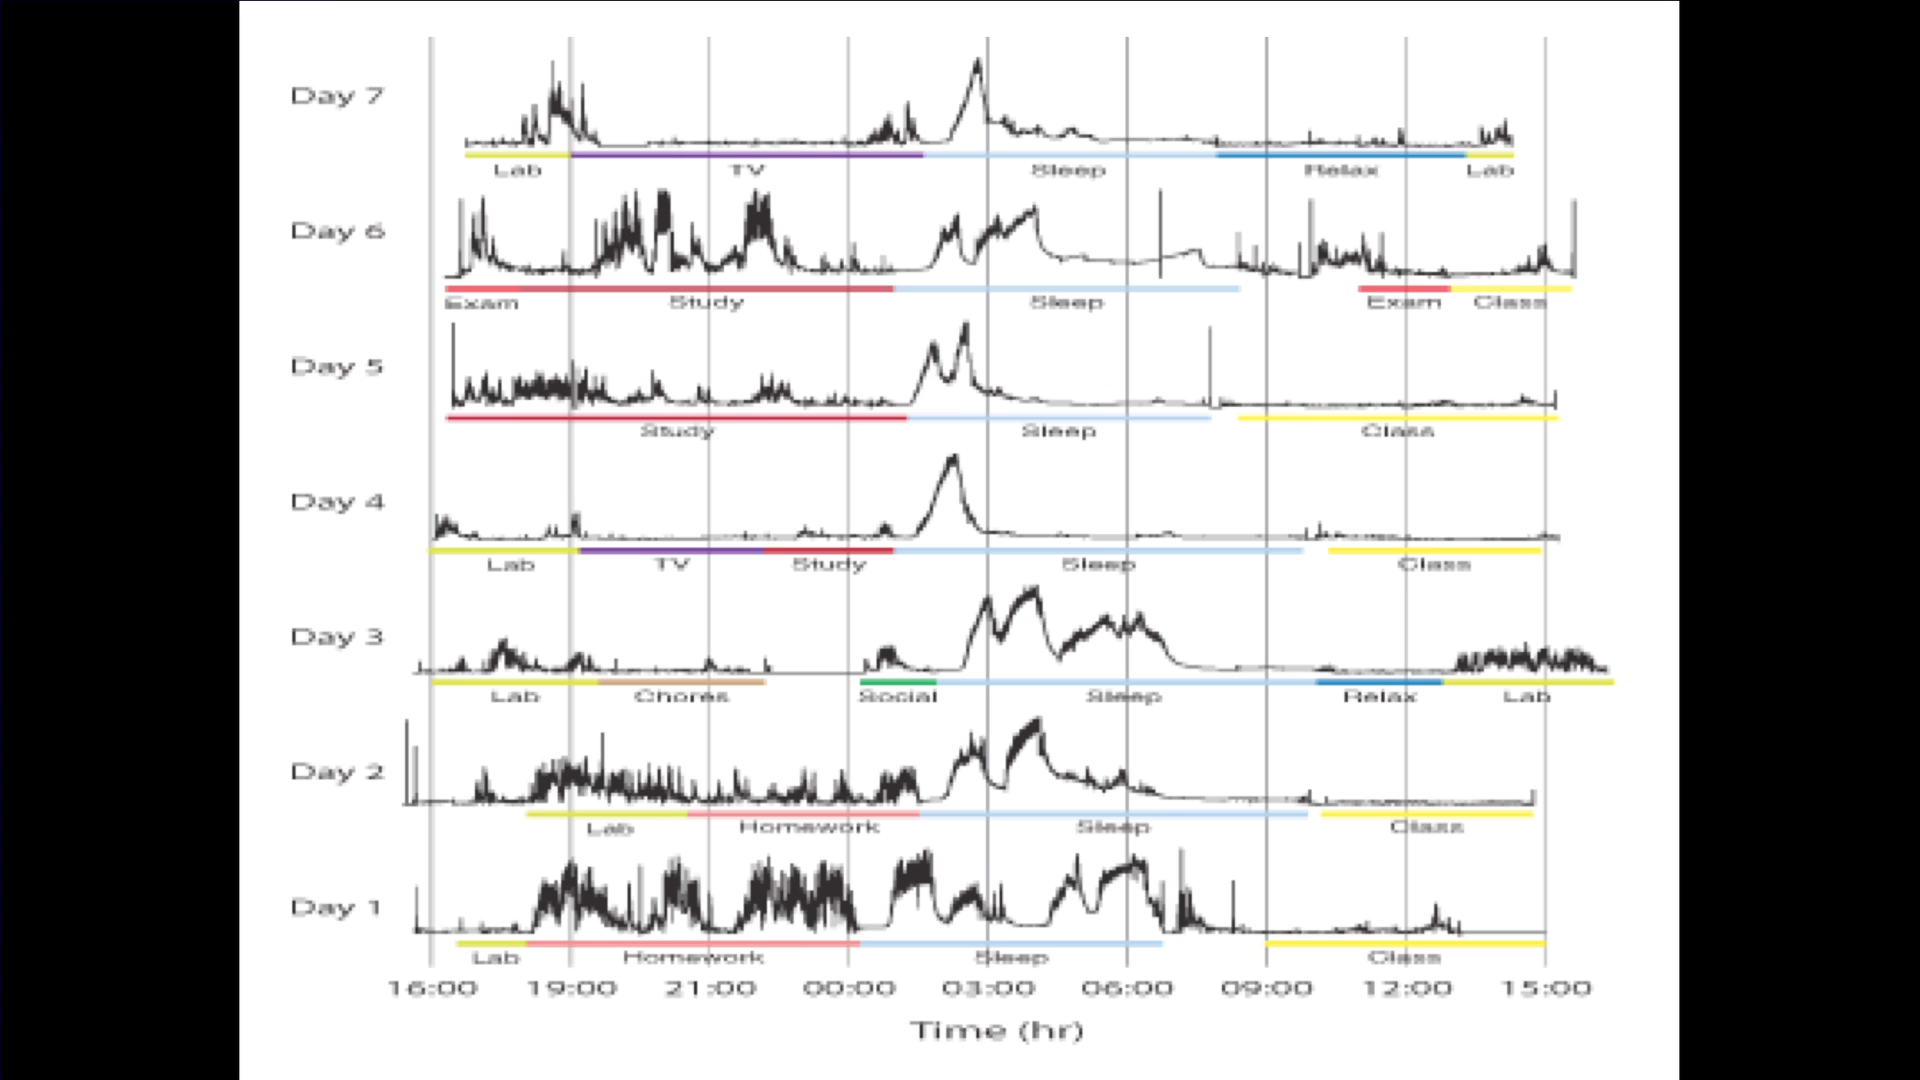 Day 7
Lab TV Sleep Relax Lab
Day 6
Exam Study Sleep Exam Class
Day 5
Study Sleep Class
Day 4
Lab TV Study Sleep Class
Day 3
Lab Chores Social Sleep Relax Lab
Day 2
Lab Homework Sleep Class
Day 1
Lab Homework Sleep Class
16:00 19:00 21:00 00:00 03:00 06:00 09:00 12:00 15:00
Time (hr)